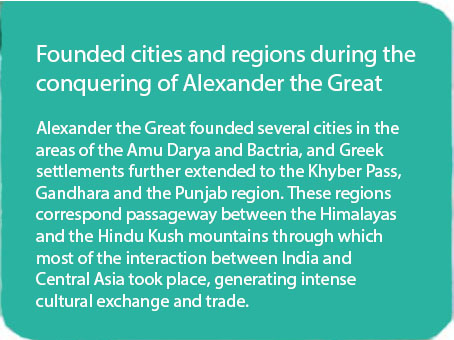 Founded cities and regions during the
conquering of Alexander the Great
Alexander the Great founded several cities in the
areas of the Amu Darya and Bactria, and Greek
settlements further extended to the Khyber Pass,
Gandhara and the Punjab region. These regions
correspond passageway between the Himalayas
and the Hindu Kush mountains through which
most of the interaction between India and
Central Asia took place, generating intense
cultural exchange and trade.